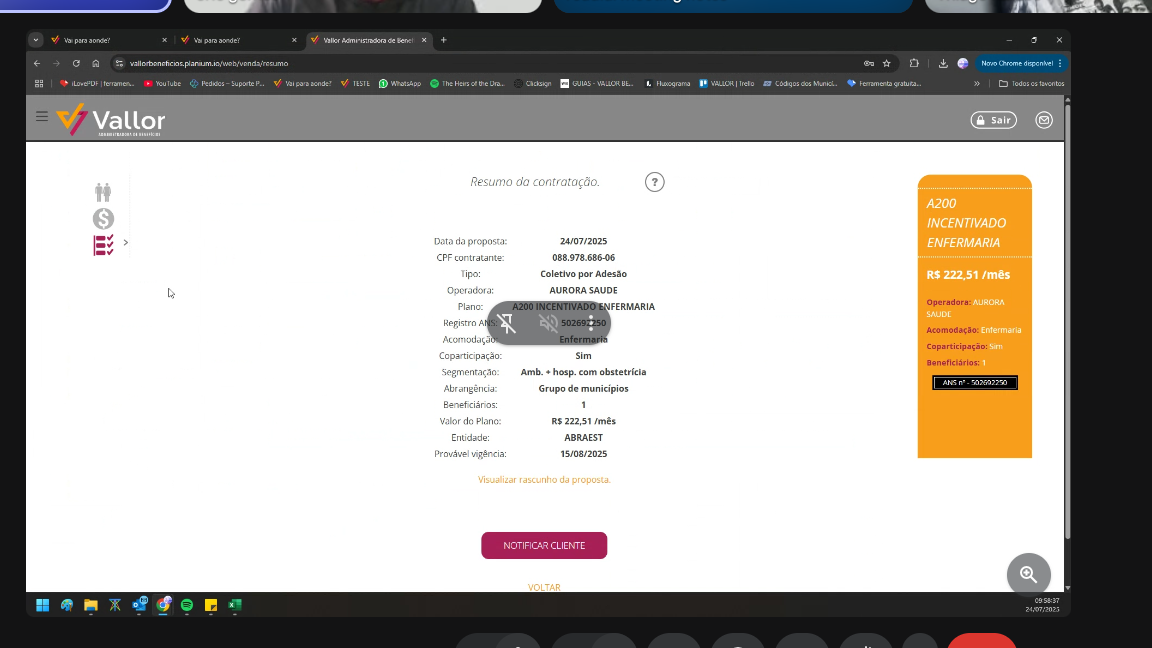 Vai para aonde?
Vai para aonde?
Vallor Administradora de Benef
vallorbeneficios.planium.io/web/venda/resumo
Novo Chrome disponível
iLovePDF | ferramen...
YouTube
Pedidos – Suporte P...
Vai para aonde?
TESTE
WhatsApp
The Heirs of the Dra...
Clicksign
GUIAS - VALLOR BE...
Fluxograma
VALLOR | Trello
Códigos dos Municí...
Ferramenta gratuita...
»
Todos os favoritos
Vallor
ADMINISTRADORA DE BENEFÍCIOS
Sair
Resumo da contratação.
?
Data da proposta: 24/07/2025
CPF contratante: 088.978.686-06
Tipo: Coletivo por Adesão
Operadora: AURORA SAUDE
Plano: A200 INCENTIVADO ENFERMARIA
Registro ANS: 502692250
Acomodação: Enfermaria
Coparticipação: Sim
Segmentação: Amb. + hosp. com obstetrícia
Abrangência: Grupo de municípios
Beneficiários: 1
Valor do Plano: R$ 222,51 /mês
Entidade: ABRAEST
Provável vigência: 15/08/2025
Visualizar rascunho da proposta.
NOTIFICAR CLIENTE
VOLTAR
A200
INCENTIVADO
ENFERMARIA
R$ 222,51 /mês
Operadora: AURORA
SAUDE
Acomodação: Enfermaria
Coparticipação: Sim
Beneficiários: 1
ANS nº - 502692250
09:58:37
24/07/2025